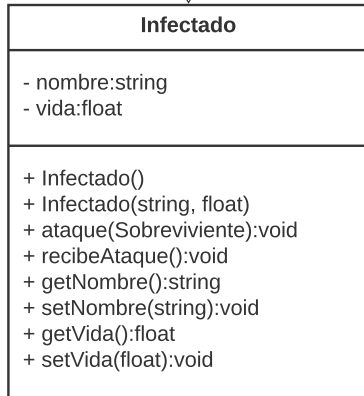 Infectado
- nombre:string
- vida:float
+ Infectado()
+ Infectado(string, float)
+ ataque(Sobreviviente):void
+ recibeAtaque():void
+ getNombre():string
+ setNombre(string):void
+ getVida():float
+ setVida(float):void